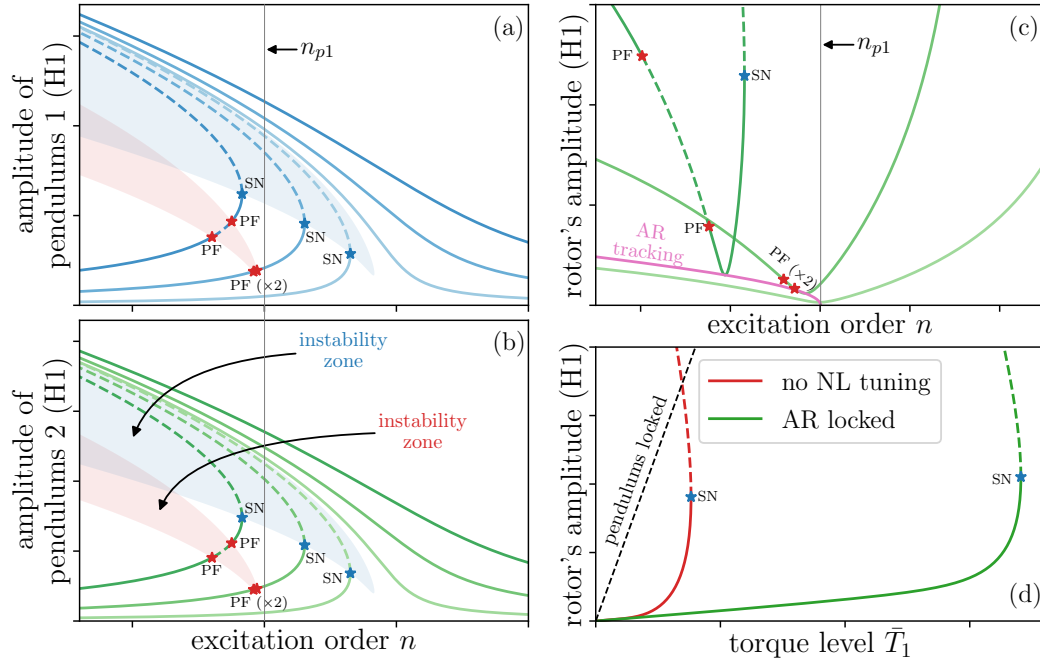 (a)
n_{p1}
SN
PF
PF
SN
SN
PF (×2)
amplitude of
pendulums 1 (H1)
(b)
instability
zone
instability
zone
SN
PF
PF
SN
SN
PF (×2)
amplitude of
pendulums 2 (H1)
excitation order n
(c)
n_{p1}
PF
SN
PF
AR
tracking
PF (×2)
rotor's amplitude (H1)
excitation order n
no NL tuning
AR locked
pendulums locked
SN
SN
(d)
rotor's amplitude (H1)
torque level T̄₁